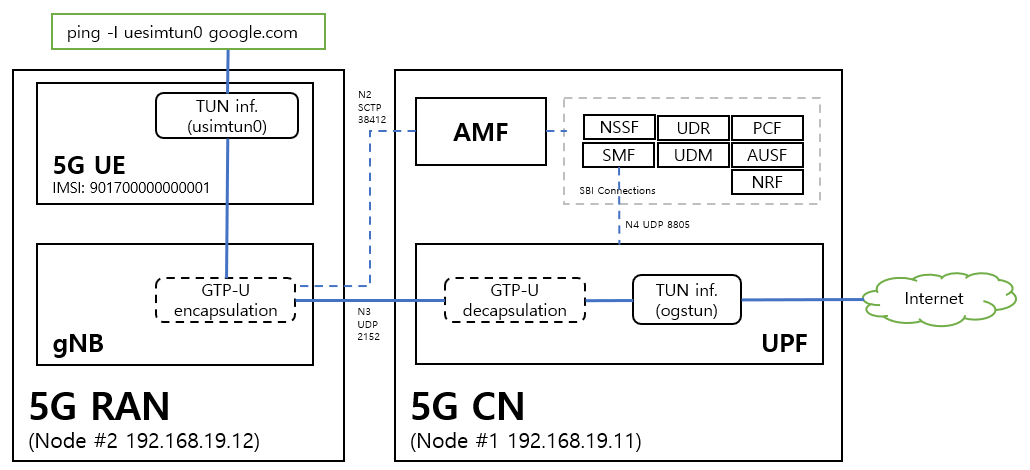 ping -I uesimtun0 google.com
TUN inf.
(usimtun0)
5G UE
IMSI: 901700000000001
GTP-U
encapsulation
gNB
5G RAN
(Node #2 192.168.19.12)
N2
SCTP
38412
N3
UDP
2152
AMF
NSSF
UDR
PCF
SMF
UDM
AUSF
NRF
SBI Connections
N4 UDP 8805
GTP-U
decapsulation
TUN inf.
(ogstun)
UPF
5G CN
(Node #1 192.168.19.11)
Internet